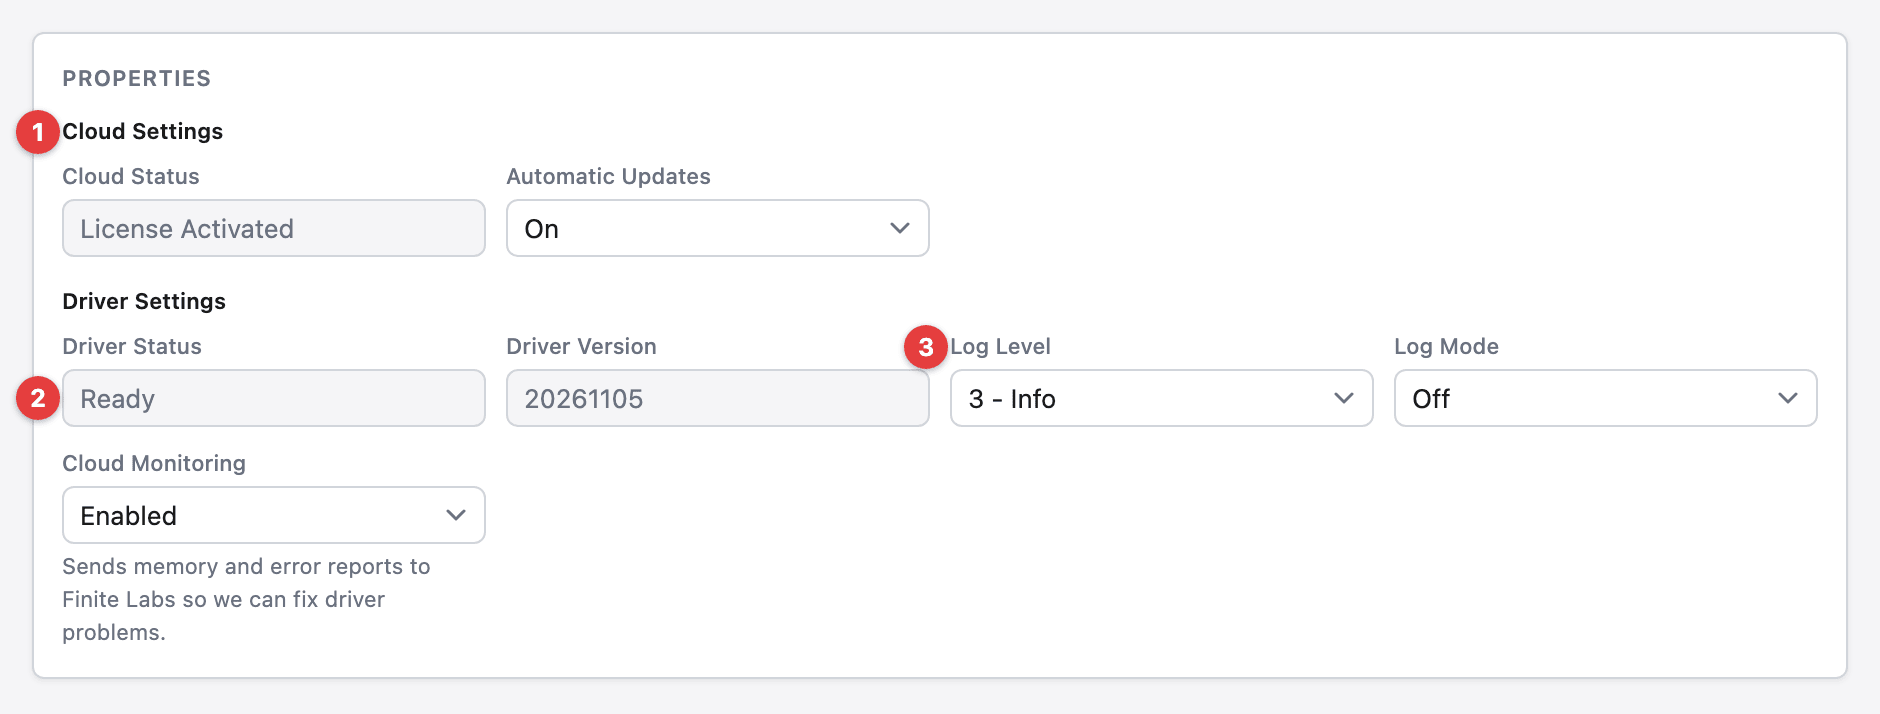 PROPERTIES
1 Cloud Settings
Cloud Status Automatic Updates
License Activated On
Driver Settings
Driver Status Driver Version 3 Log Level Log Mode
2 Ready 20261105 3 - Info Off
Cloud Monitoring
Enabled
Sends memory and error reports to
Finite Labs so we can fix driver
problems.